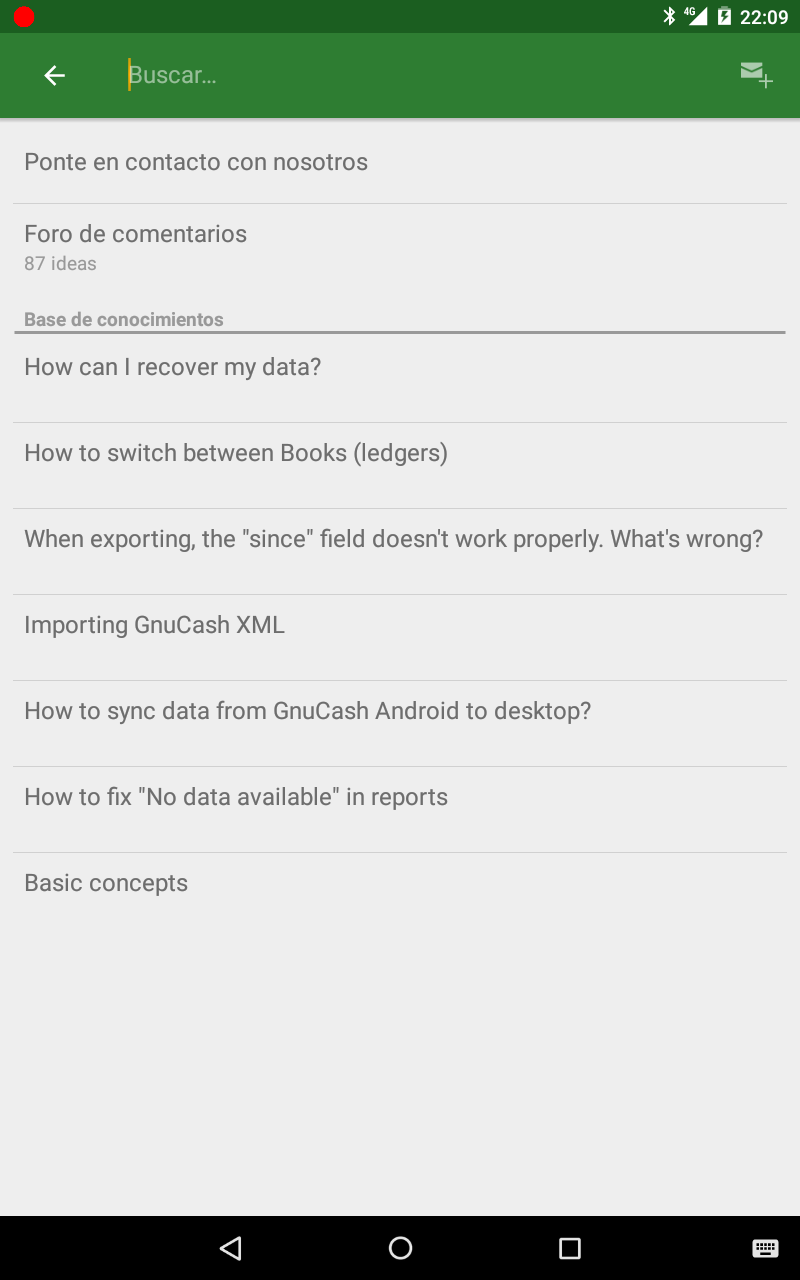 4G 22:09
Buscar...
Ponte en contacto con nosotros
Foro de comentarios
87 ideas
Base de conocimientos
How can I recover my data?
How to switch between Books (ledgers)
When exporting, the "since" field doesn't work properly. What's wrong?
Importing GnuCash XML
How to sync data from GnuCash Android to desktop?
How to fix "No data available" in reports
Basic concepts